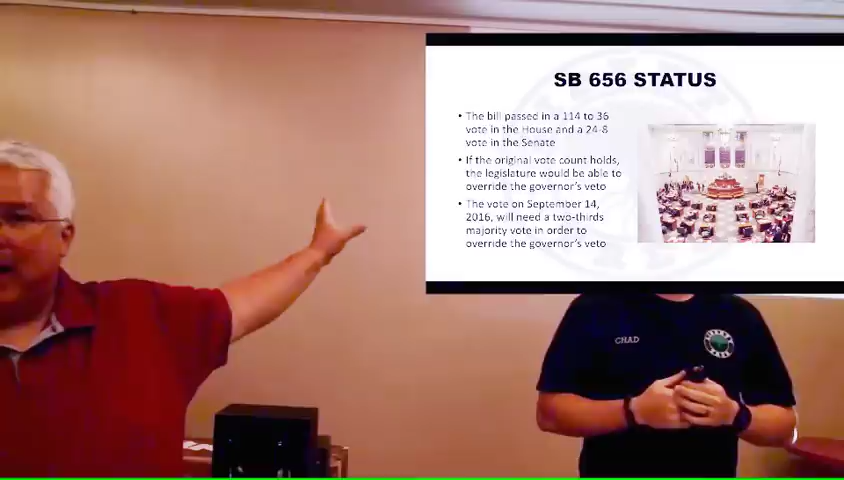 SB 656 STATUS
• The bill passed in a 114 to 36
vote in the House and a 24-8
vote in the Senate
• If the original vote count holds,
the legislature would be able to
override the governor's veto
• The vote on September 14,
2016, will need a two-thirds
majority vote in order to
override the governor's veto
CHAD